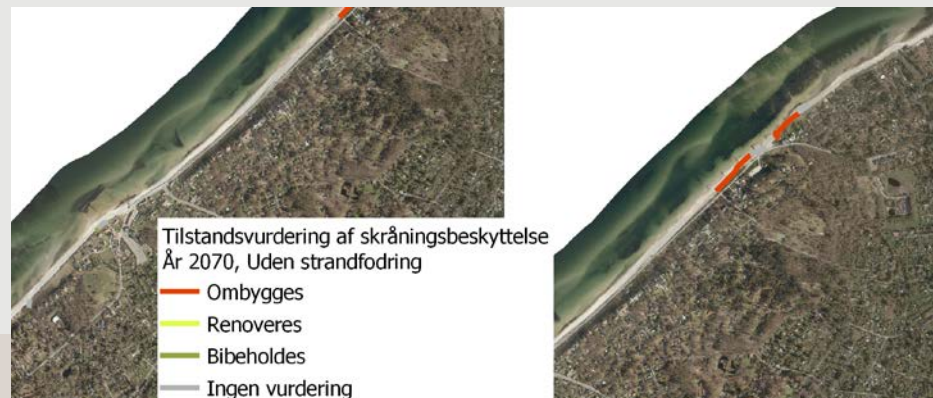 Tilstandsvurdering af skråningsbeskyttelse
År 2070, Uden strandfodring
Ombygges
Renoveres
Bibeholdes
Ingen vurdering